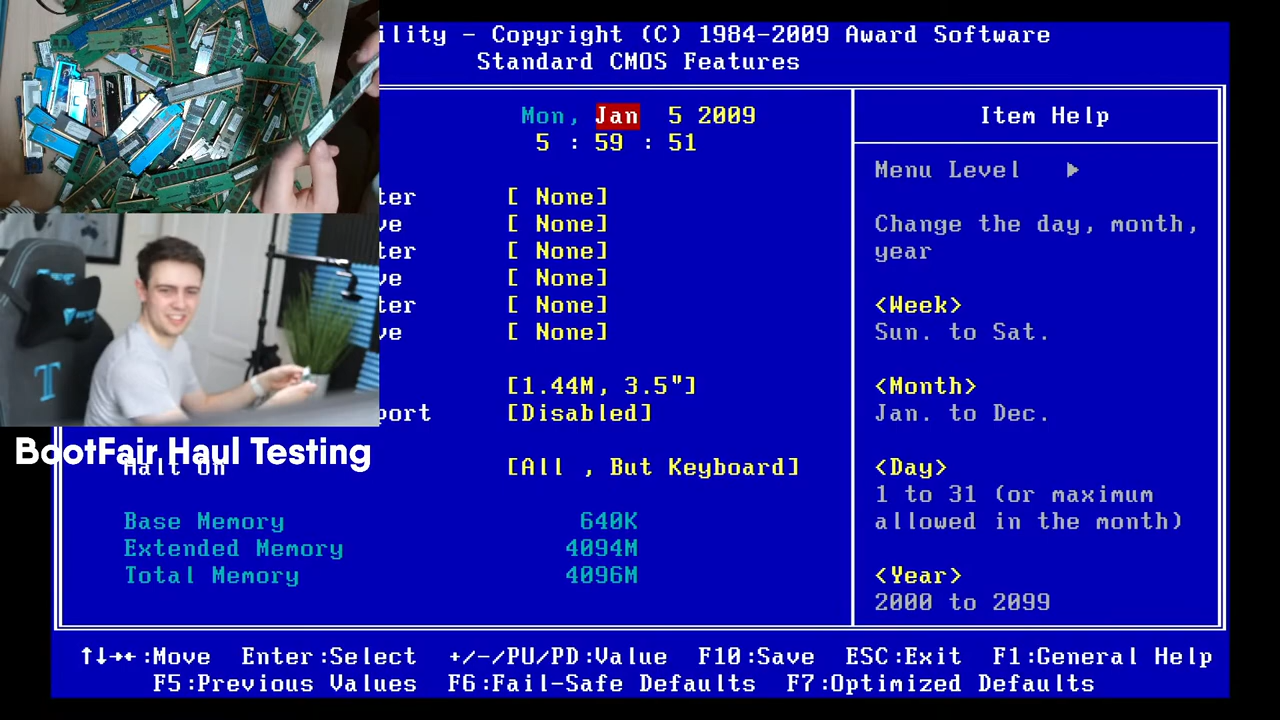 ility - Copyright (C) 1984-2009 Award Software
Standard CMOS Features
Mon, Jan 5 2009
5 : 59 : 51
ter [ None]
ve [ None]
ter [ None]
ve [ None]
ter [ None]
ve [ None]
[1.44M, 3.5"]
port [Disabled]
BootFair Haul Testing
Halt On [All , But Keyboard]
Base Memory 640K
Extended Memory 4094M
Total Memory 4096M
Item Help
Menu Level ►
Change the day, month,
year
<Week>
Sun. to Sat.
<Month>
Jan. to Dec.
<Day>
1 to 31 (or maximum
allowed in the month)
<Year>
2000 to 2099
↑↓→←:Move Enter:Select +/-/PU/PD:Value F10:Save ESC:Exit F1:General Help
F5:Previous Values F6:Fail-Safe Defaults F7:Optimized Defaults
T